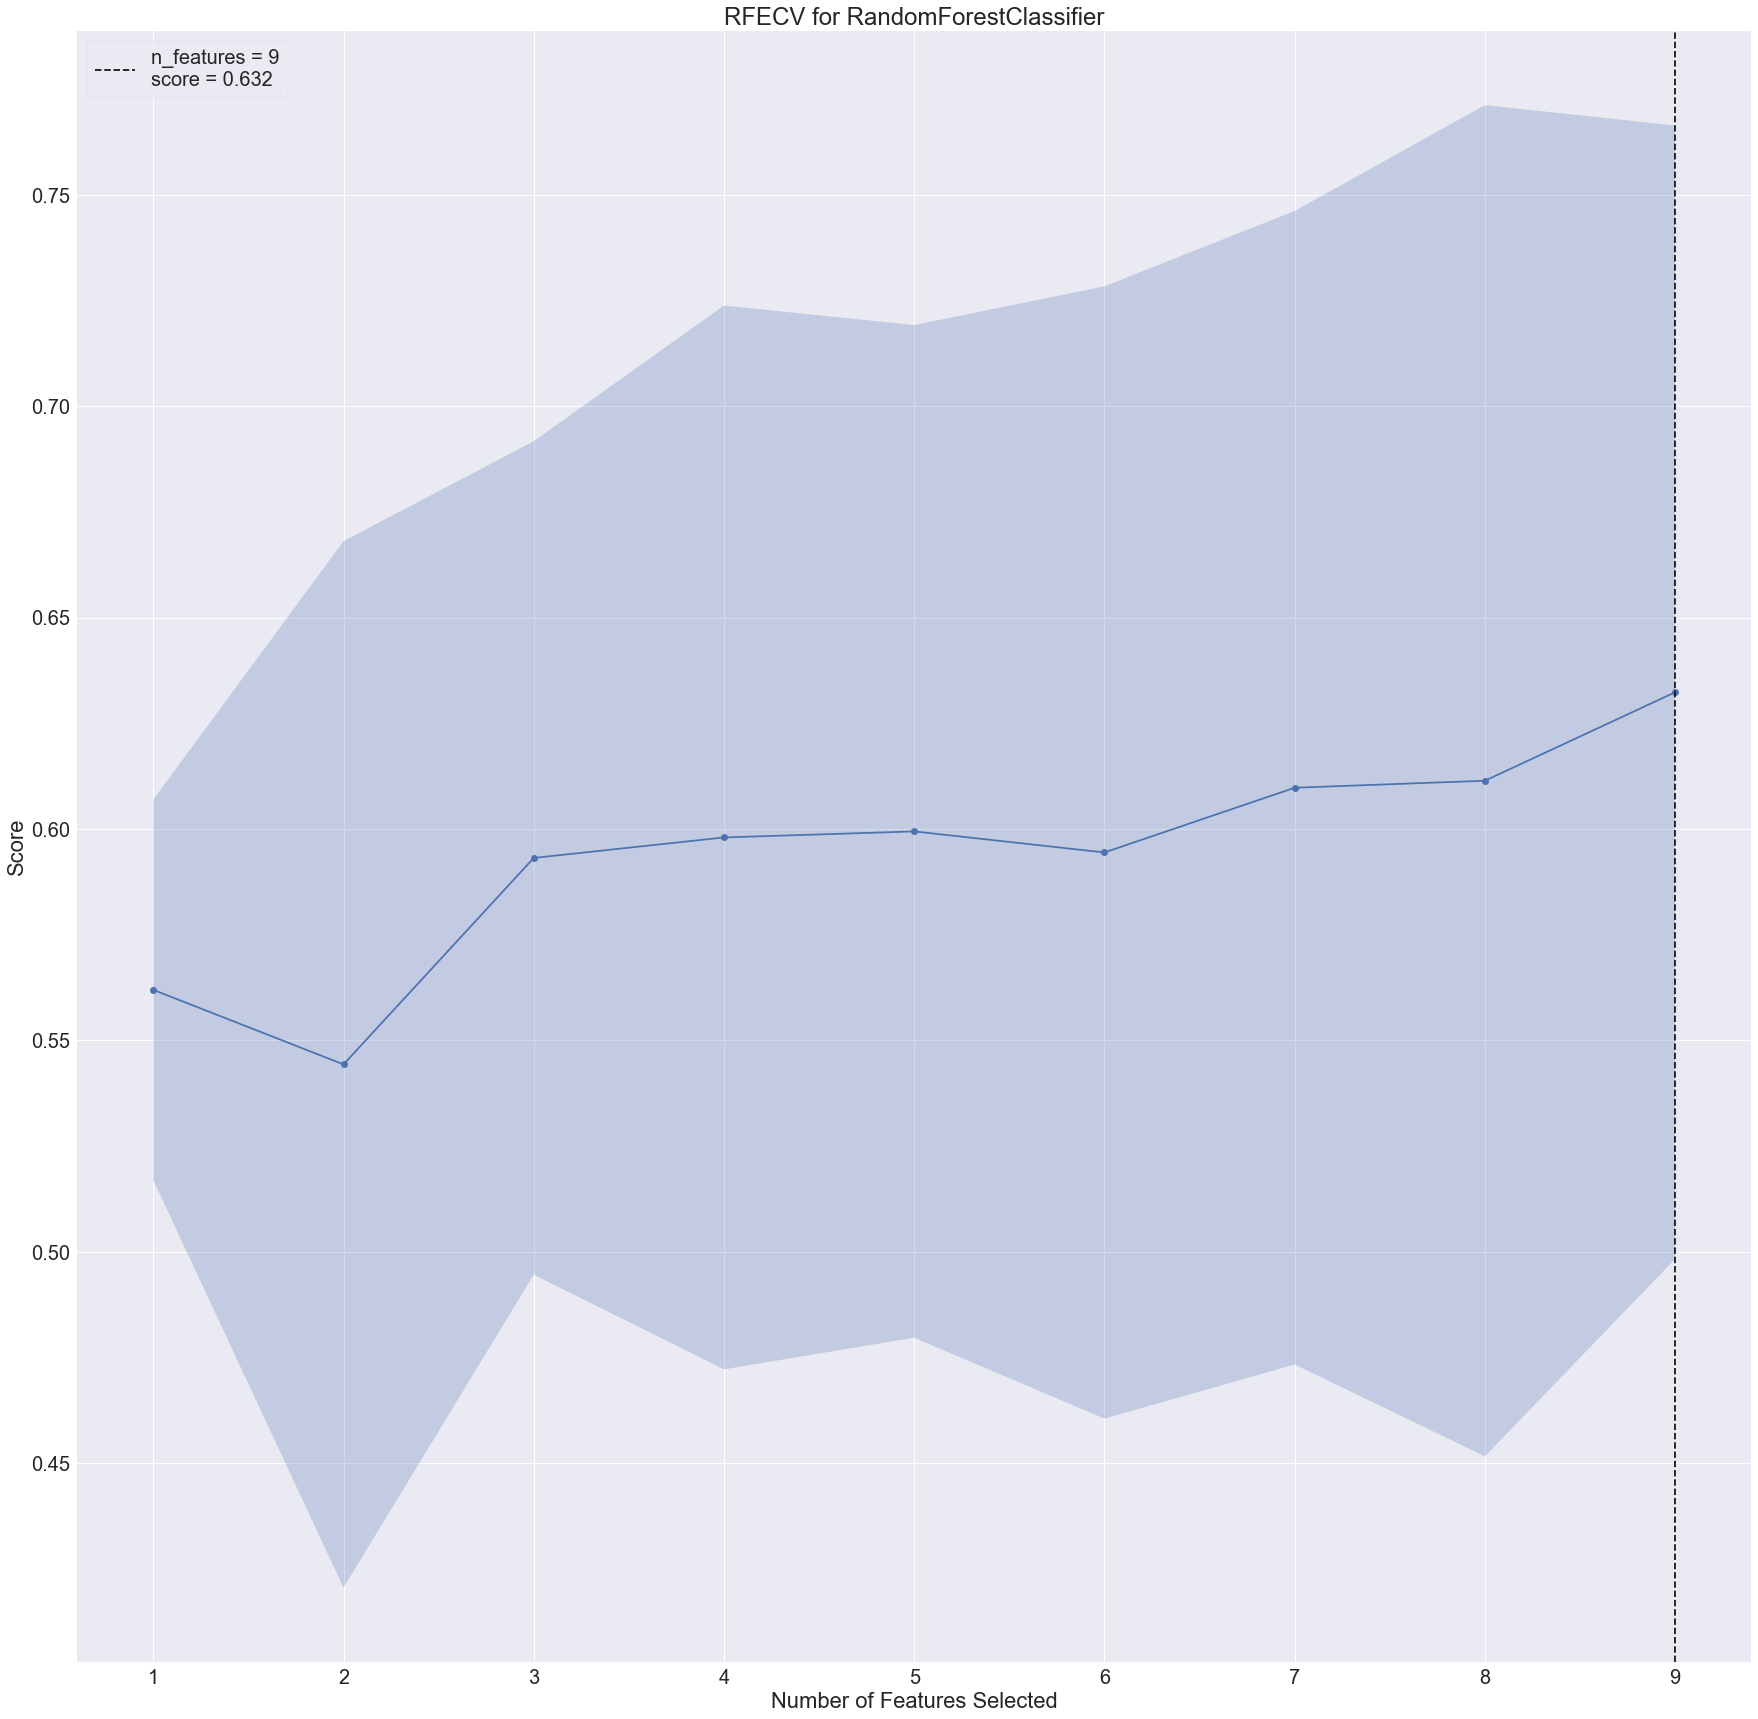 RFECV for RandomForestClassifier
n_features = 9
score = 0.632
0.75
0.70
0.65
0.60
0.55
0.50
0.45
Score
1 2 3 4 5 6 7 8 9
Number of Features Selected